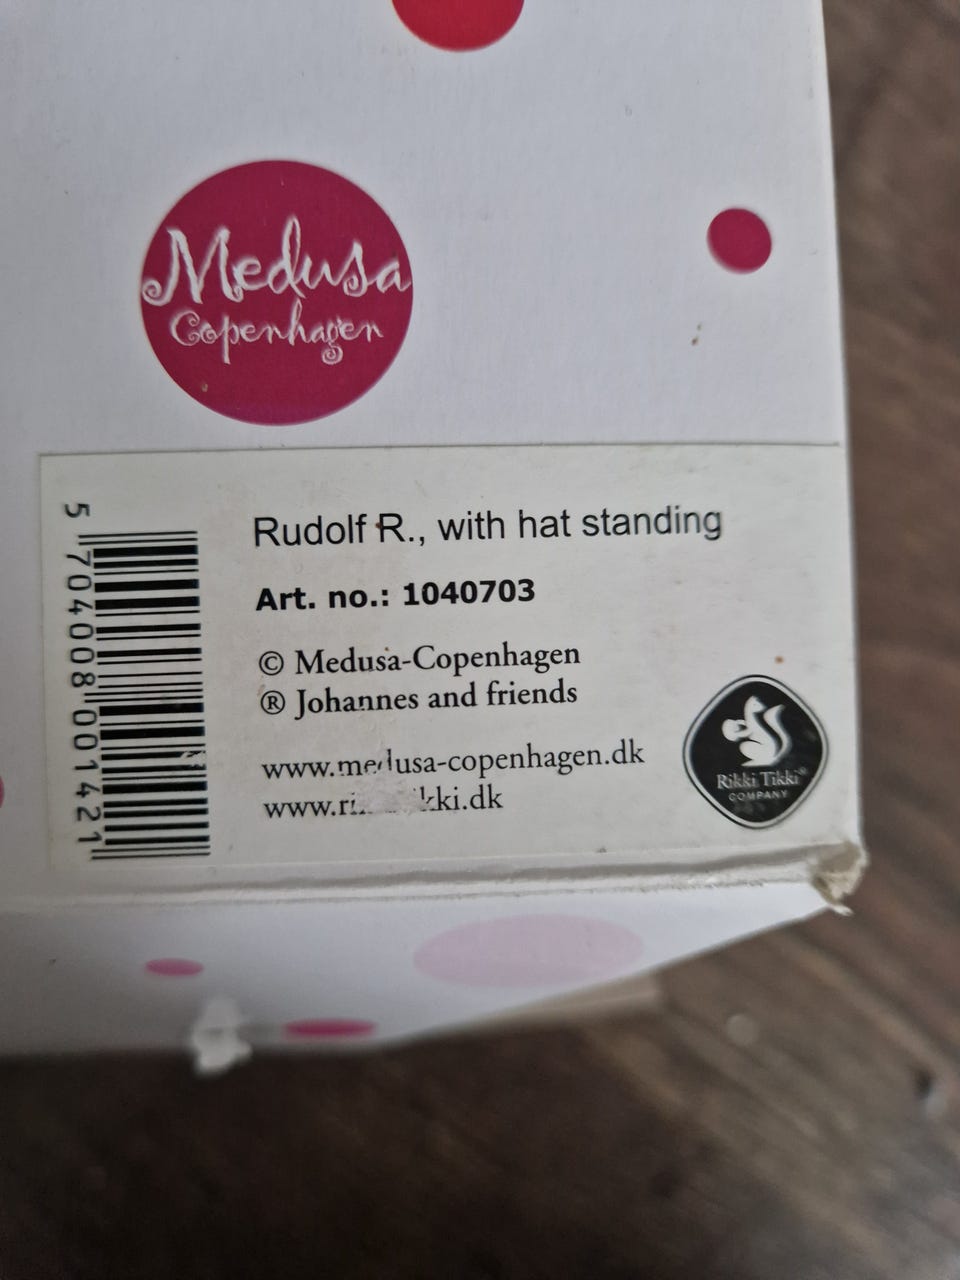 Medusa
Copenhagen
Rudolf R., with hat standing
Art. no.: 1040703
© Medusa-Copenhagen
® Johannes and friends
www.medusa-copenhagen.dk
5 704008 001421
Rikki Tikki®
COMPANY